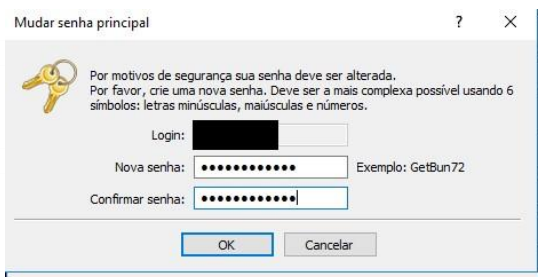 Mudar senha principal
Por motivos de segurança sua senha deve ser alterada.
Por favor, crie uma nova senha. Deve ser a mais complexa possível usando 6
símbolos: letras minúsculas, maiúsculas e números.
Login:
Nova senha: ●●●●●●●●●●●● Exemplo: GetBun72
Confirmar senha: ●●●●●●●●●●●●
OK Cancelar